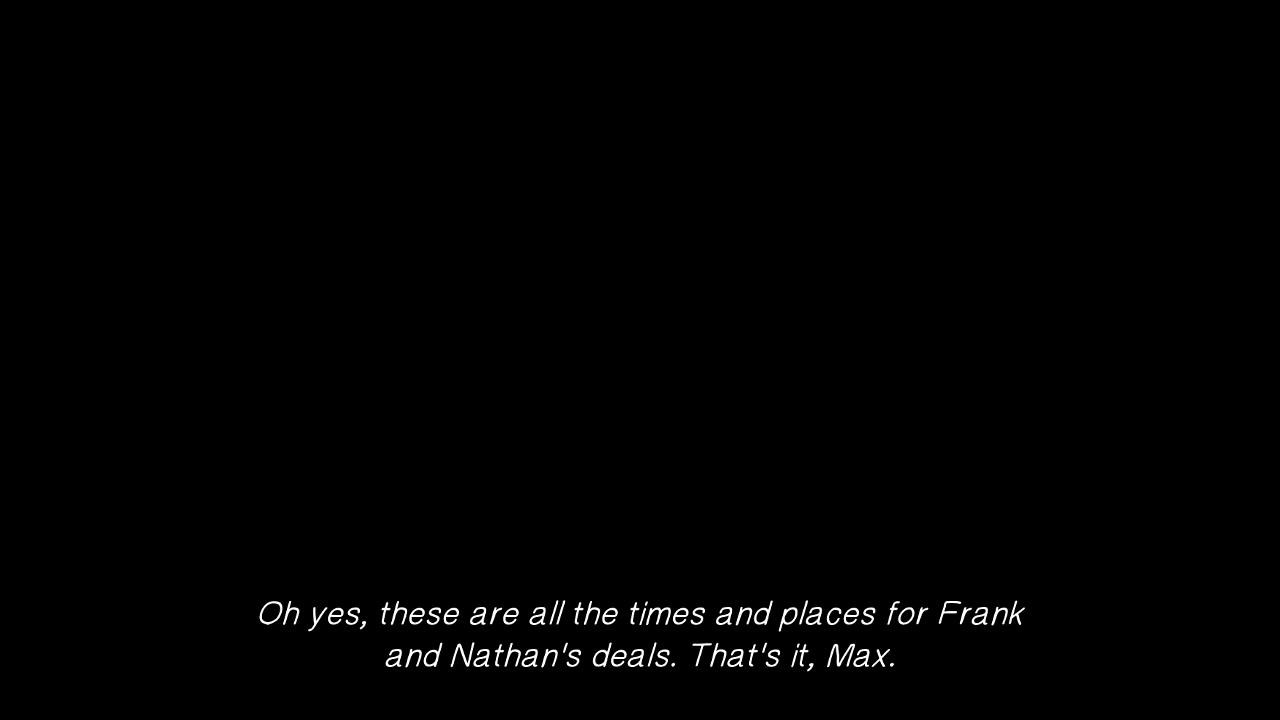 Oh yes, these are all the times and places for Frank
and Nathan's deals. That's it, Max.